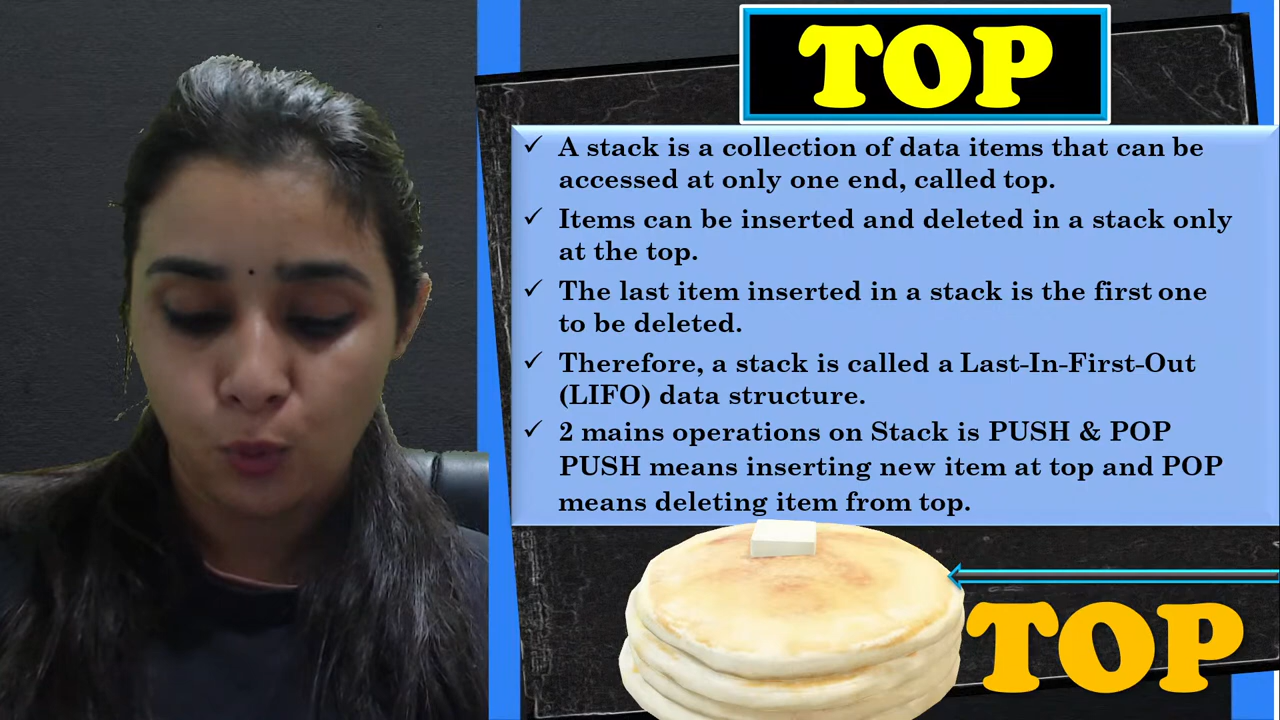 TOP
✓ A stack is a collection of data items that can be
accessed at only one end, called top.
✓ Items can be inserted and deleted in a stack only
at the top.
✓ The last item inserted in a stack is the first one
to be deleted.
✓ Therefore, a stack is called a Last-In-First-Out
(LIFO) data structure.
✓ 2 mains operations on Stack is PUSH & POP
PUSH means inserting new item at top and POP
means deleting item from top.
TOP